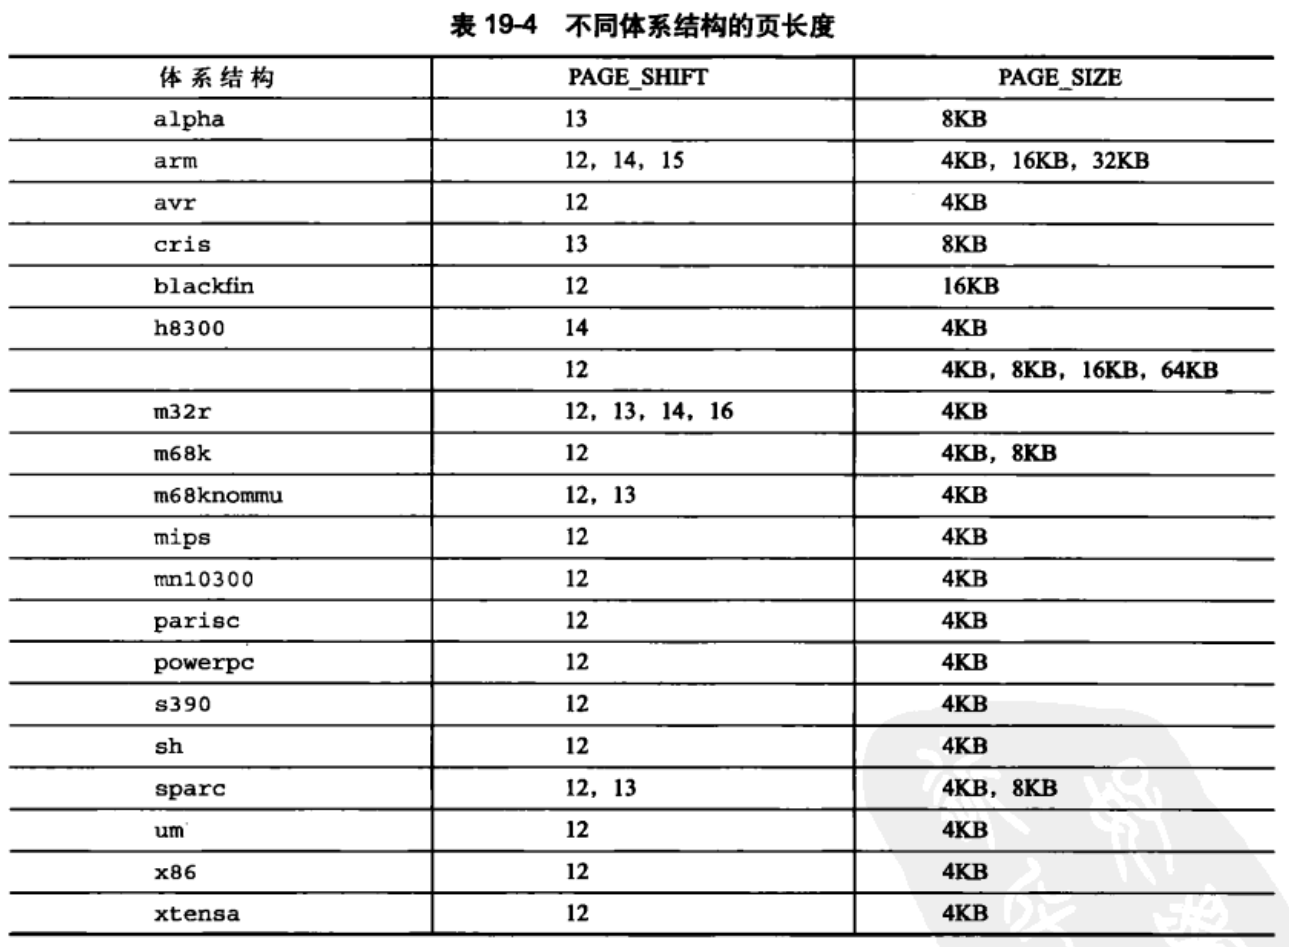 表 19-4 不同体系结构的页长度
体系结构 PAGE_SHIFT PAGE_SIZE
alpha 13 8KB
arm 12, 14, 15 4KB, 16KB, 32KB
avr 12 4KB
cris 13 8KB
blackfin 12 16KB
h8300 14 4KB
12 4KB, 8KB, 16KB, 64KB
m32r 12, 13, 14, 16 4KB
m68k 12 4KB, 8KB
m68knommu 12, 13 4KB
mips 12 4KB
mn10300 12 4KB
parisc 12 4KB
powerpc 12 4KB
s390 12 4KB
sh 12 4KB
sparc 12, 13 4KB, 8KB
um 12 4KB
x86 12 4KB
xtensa 12 4KB